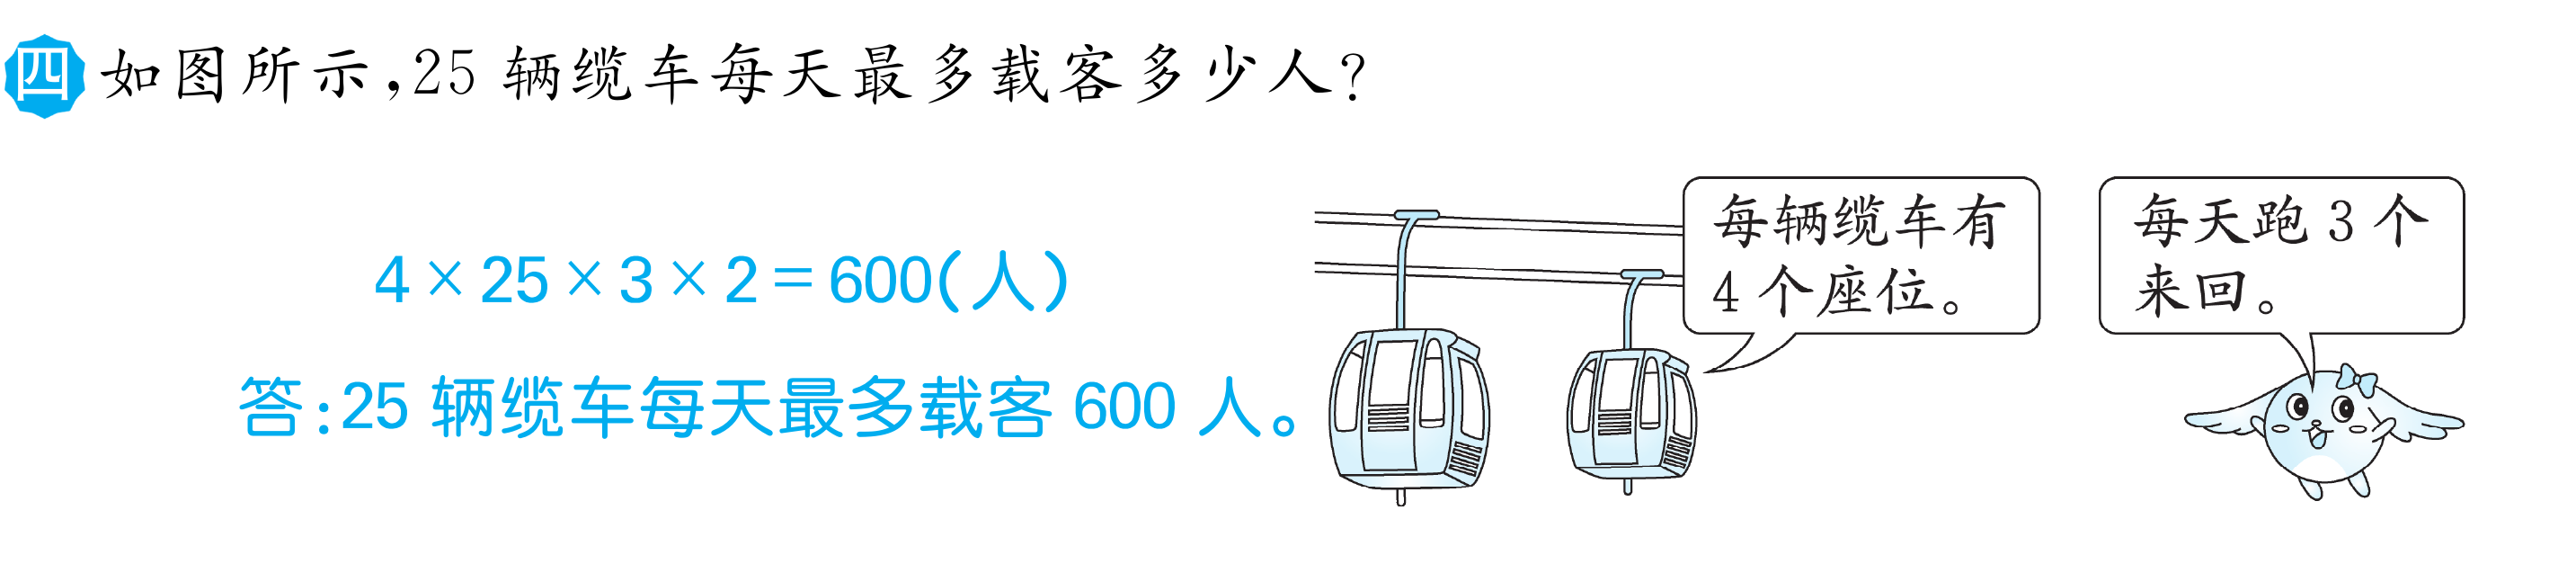 四 如图所示,25 辆缆车每天最多载客多少人?
4×25×3×2=600(人)
答:25 辆缆车每天最多载客 600 人。
每辆缆车有
4 个座位。
每天跑 3 个
来回。